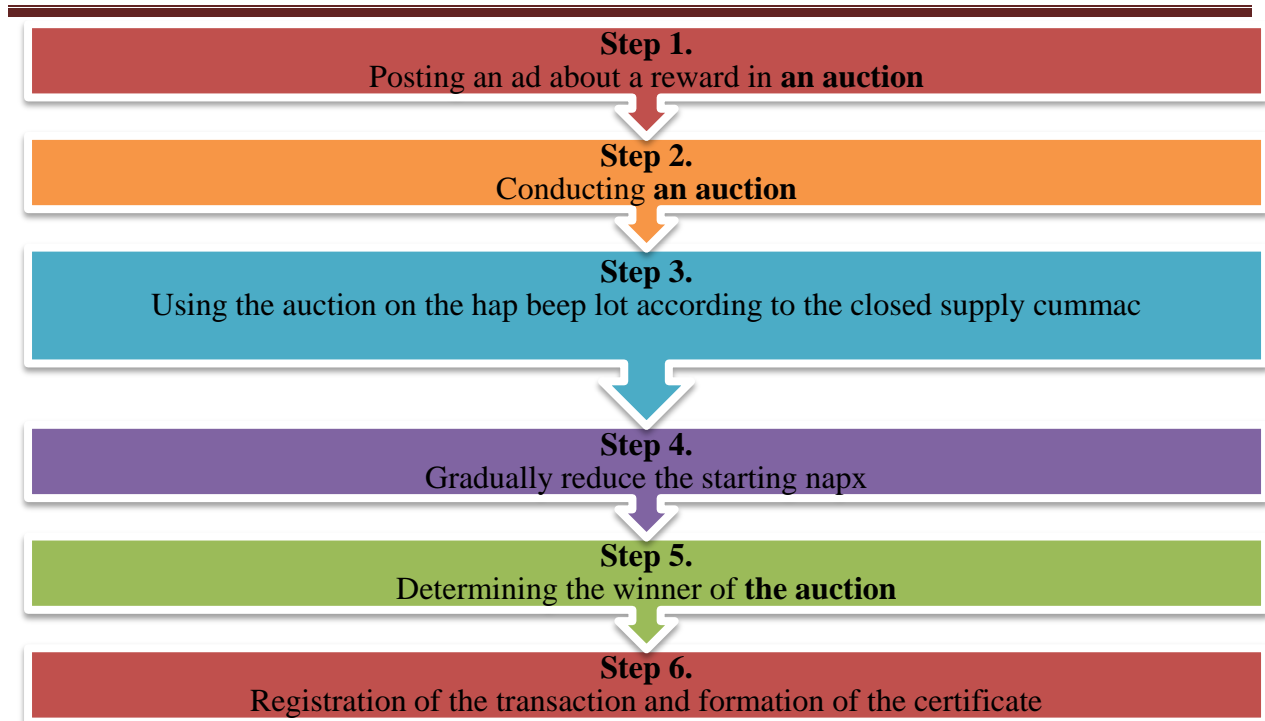 Step 1.
Posting an ad about a reward in an auction
Step 2.
Conducting an auction
Step 3.
Using the auction on the hap beep lot according to the closed supply cummac
Step 4.
Gradually reduce the starting napx
Step 5.
Determining the winner of the auction
Step 6.
Registration of the transaction and formation of the certificate